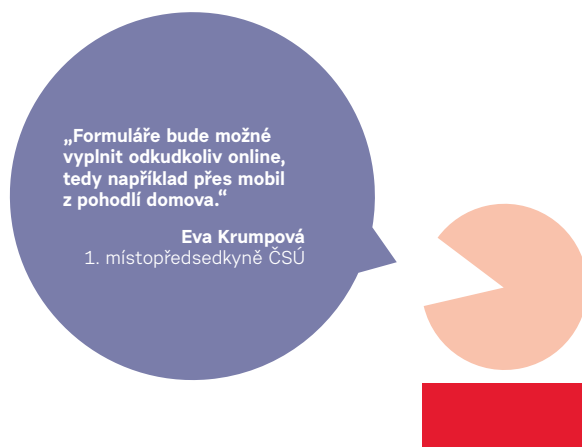 „Formuláře bude možné
vyplnit odkudkoliv online,
tedy například přes mobil
z pohodlí domova.“
Eva Krumpová
1. místopředsedkyně ČSÚ